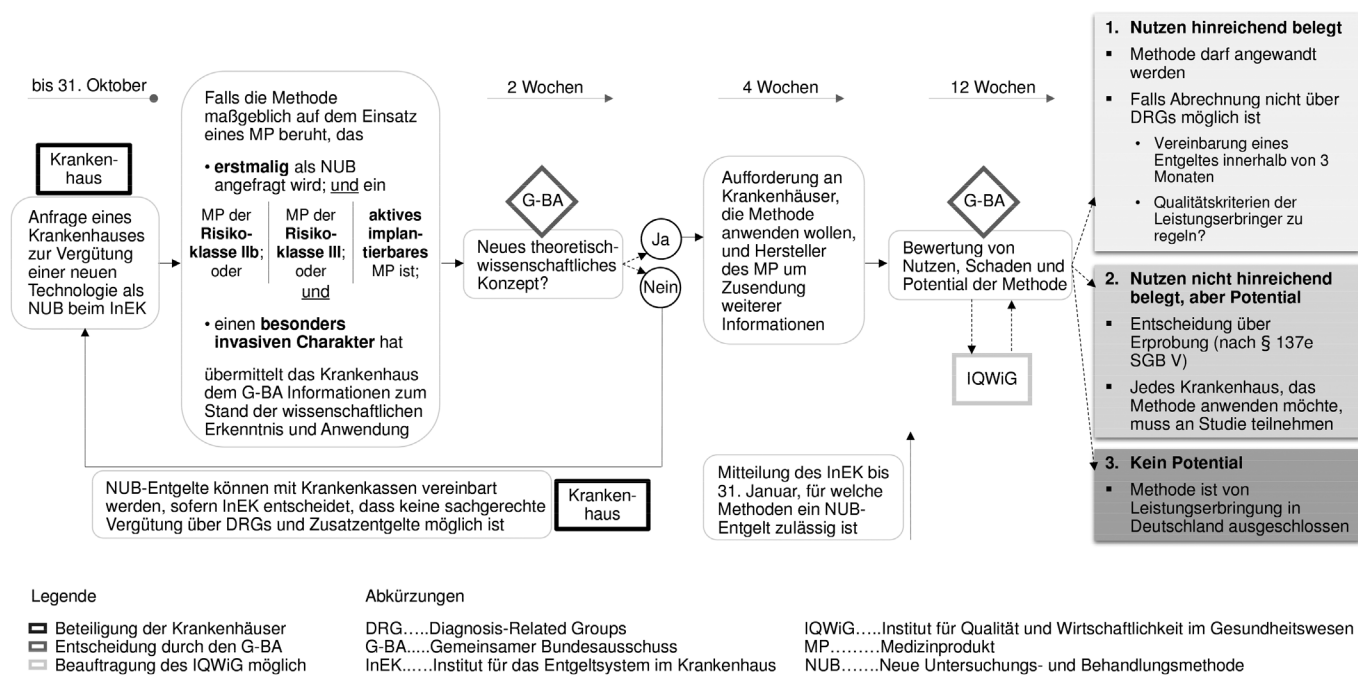 bis 31. Oktober
Kranken-
haus
Anfrage eines
Krankenhauses
zur Vergütung
einer neuen
Technologie als
NUB beim InEK
Falls die Methode
maßgeblich auf dem Einsatz
eines MP beruht, das
• erstmalig als NUB
angefragt wird; und ein
MP der
Risiko-
klasse IIb;
oder
MP der
Risiko-
klasse III;
oder
aktives
implan-
tierbares
MP ist;
und
• einen besonders
invasiven Charakter hat
übermittelt das Krankenhaus
dem G-BA Informationen zum
Stand der wissenschaftlichen
Erkenntnis und Anwendung
2 Wochen
G-BA
Neues theoretisch-
wissenschaftliches
Konzept?
Ja
Nein
4 Wochen
Aufforderung an
Krankenhäuser,
die Methode
anwenden wollen,
und Hersteller
des MP um
Zusendung
weiterer
Informationen
12 Wochen
G-BA
Bewertung von
Nutzen, Schaden und
Potential der Methode
IQWiG
1. Nutzen hinreichend belegt
▪ Methode darf angewandt
werden
▪ Falls Abrechnung nicht über
DRGs möglich ist
• Vereinbarung eines
Entgeltes innerhalb von 3
Monaten
• Qualitätskriterien der
Leistungserbringer zu
regeln?
2. Nutzen nicht hinreichend
belegt, aber Potential
▪ Entscheidung über
Erprobung (nach § 137e
SGB V)
▪ Jedes Krankenhaus, das
Methode anwenden möchte,
muss an Studie teilnehmen
3. Kein Potential
▪ Methode ist von
Leistungserbringung in
Deutschland ausgeschlossen
NUB-Entgelte können mit Krankenkassen vereinbart
werden, sofern InEK entscheidet, dass keine sachgerechte
Vergütung über DRGs und Zusatzentgelte möglich ist
Kranken-
haus
Mitteilung des InEK bis
31. Januar, für welche
Methoden ein NUB-
Entgelt zulässig ist
Legende
Beteiligung der Krankenhäuser
Entscheidung durch den G-BA
Beauftragung des IQWiG möglich
Abkürzungen
DRG…..Diagnosis-Related Groups
G-BA.....Gemeinsamer Bundesausschuss
InEK……Institut für das Entgeltsystem im Krankenhaus
IQWiG…..Institut für Qualität und Wirtschaftlichkeit im Gesundheitswesen
MP……...Medizinprodukt
NUB…….Neue Untersuchungs- und Behandlungsmethode